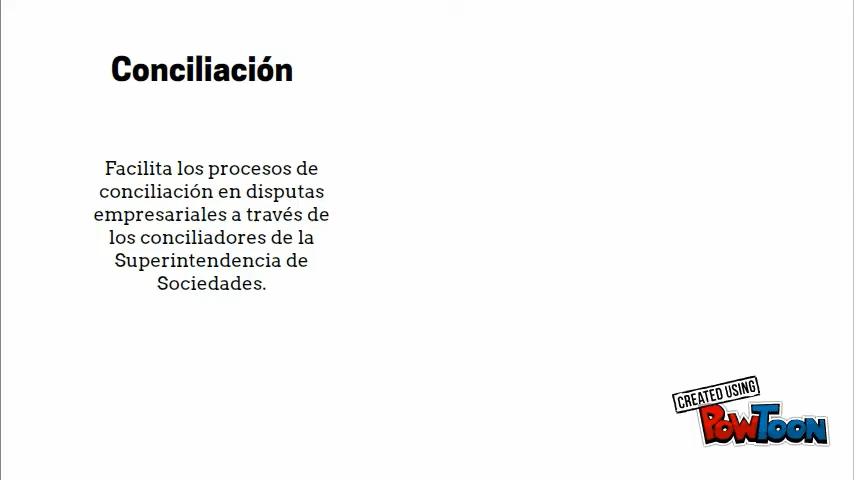 Conciliación
Facilita los procesos de
conciliación en disputas
empresariales a través de
los conciliadores de la
Superintendencia de
Sociedades.
CREATED USING
POWTOON